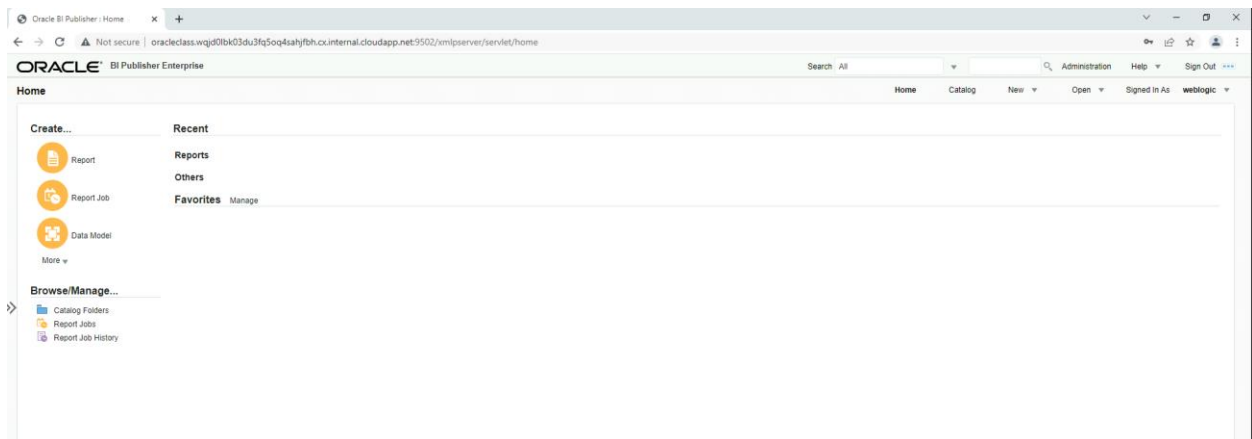 Oracle BI Publisher : Home
Not secure | oracleclass.wqjd0lbk03du3fq5oq4sahjfbh.cx.internal.cloudapp.net:9502/xmlpserver/servlet/home
ORACLE BI Publisher Enterprise Search All Administration Help Sign Out
Home Home Catalog New Open Signed In As weblogic
Create...
Report
Report Job
Data Model
More
Browse/Manage...
Catalog Folders
Report Jobs
Report Job History
Recent
Reports
Others
Favorites Manage